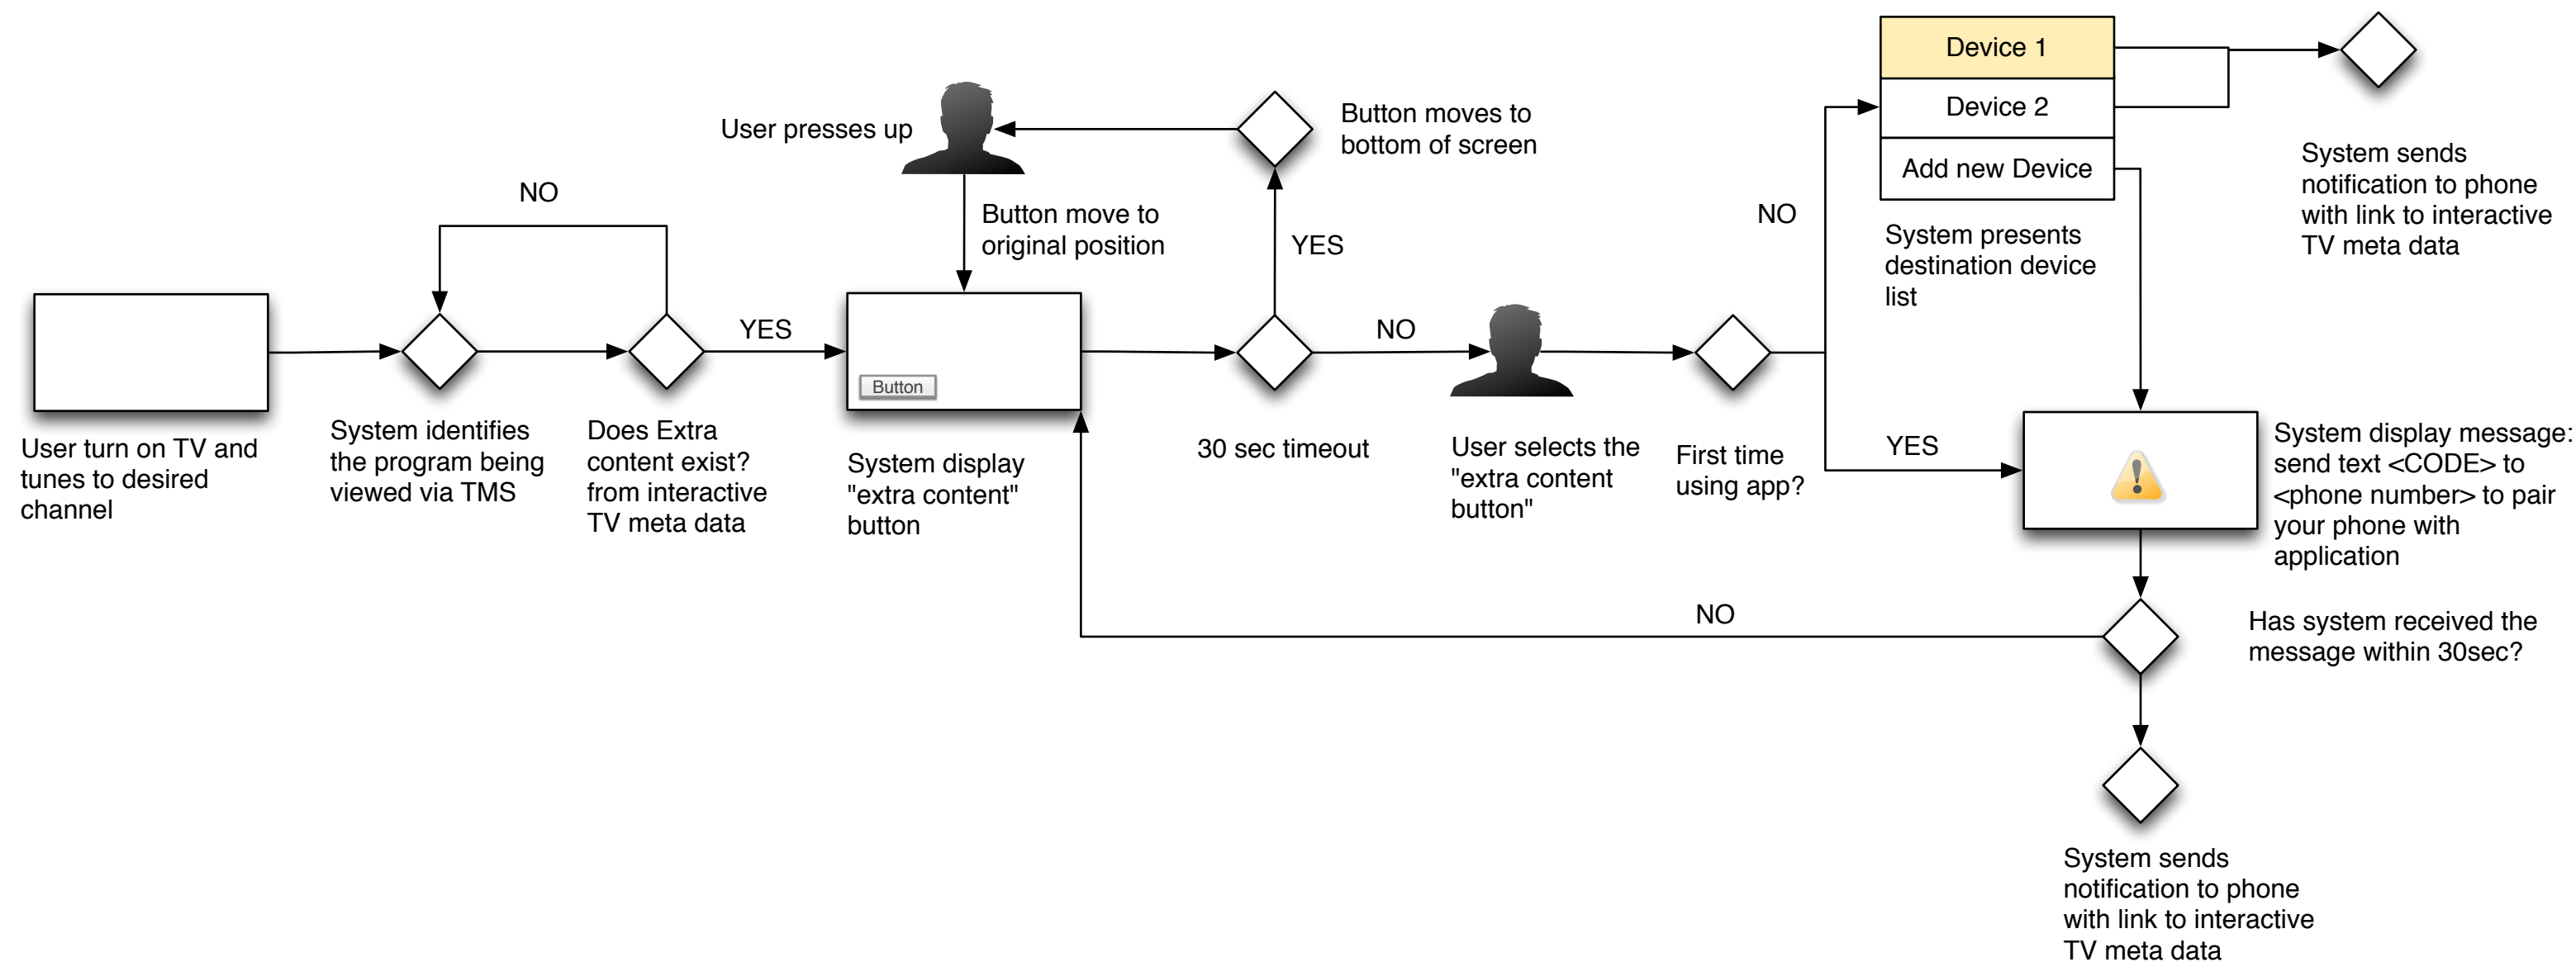 User turn on TV and
tunes to desired
channel
NO
System identifies
the program being
viewed via TMS
Does Extra
content exist?
from interactive
TV meta data
YES
User presses up
Button move to
original position
Button
System display
"extra content"
button
Button moves to
bottom of screen
YES
30 sec timeout
NO
User selects the
"extra content
button"
First time
using app?
NO
YES
Device 1
Device 2
Add new Device
System presents
destination device
list
System sends
notification to phone
with link to interactive
TV meta data
System display message:
send text <CODE> to
<phone number> to pair
your phone with
application
Has system received the
message within 30sec?
NO
System sends
notification to phone
with link to interactive
TV meta data